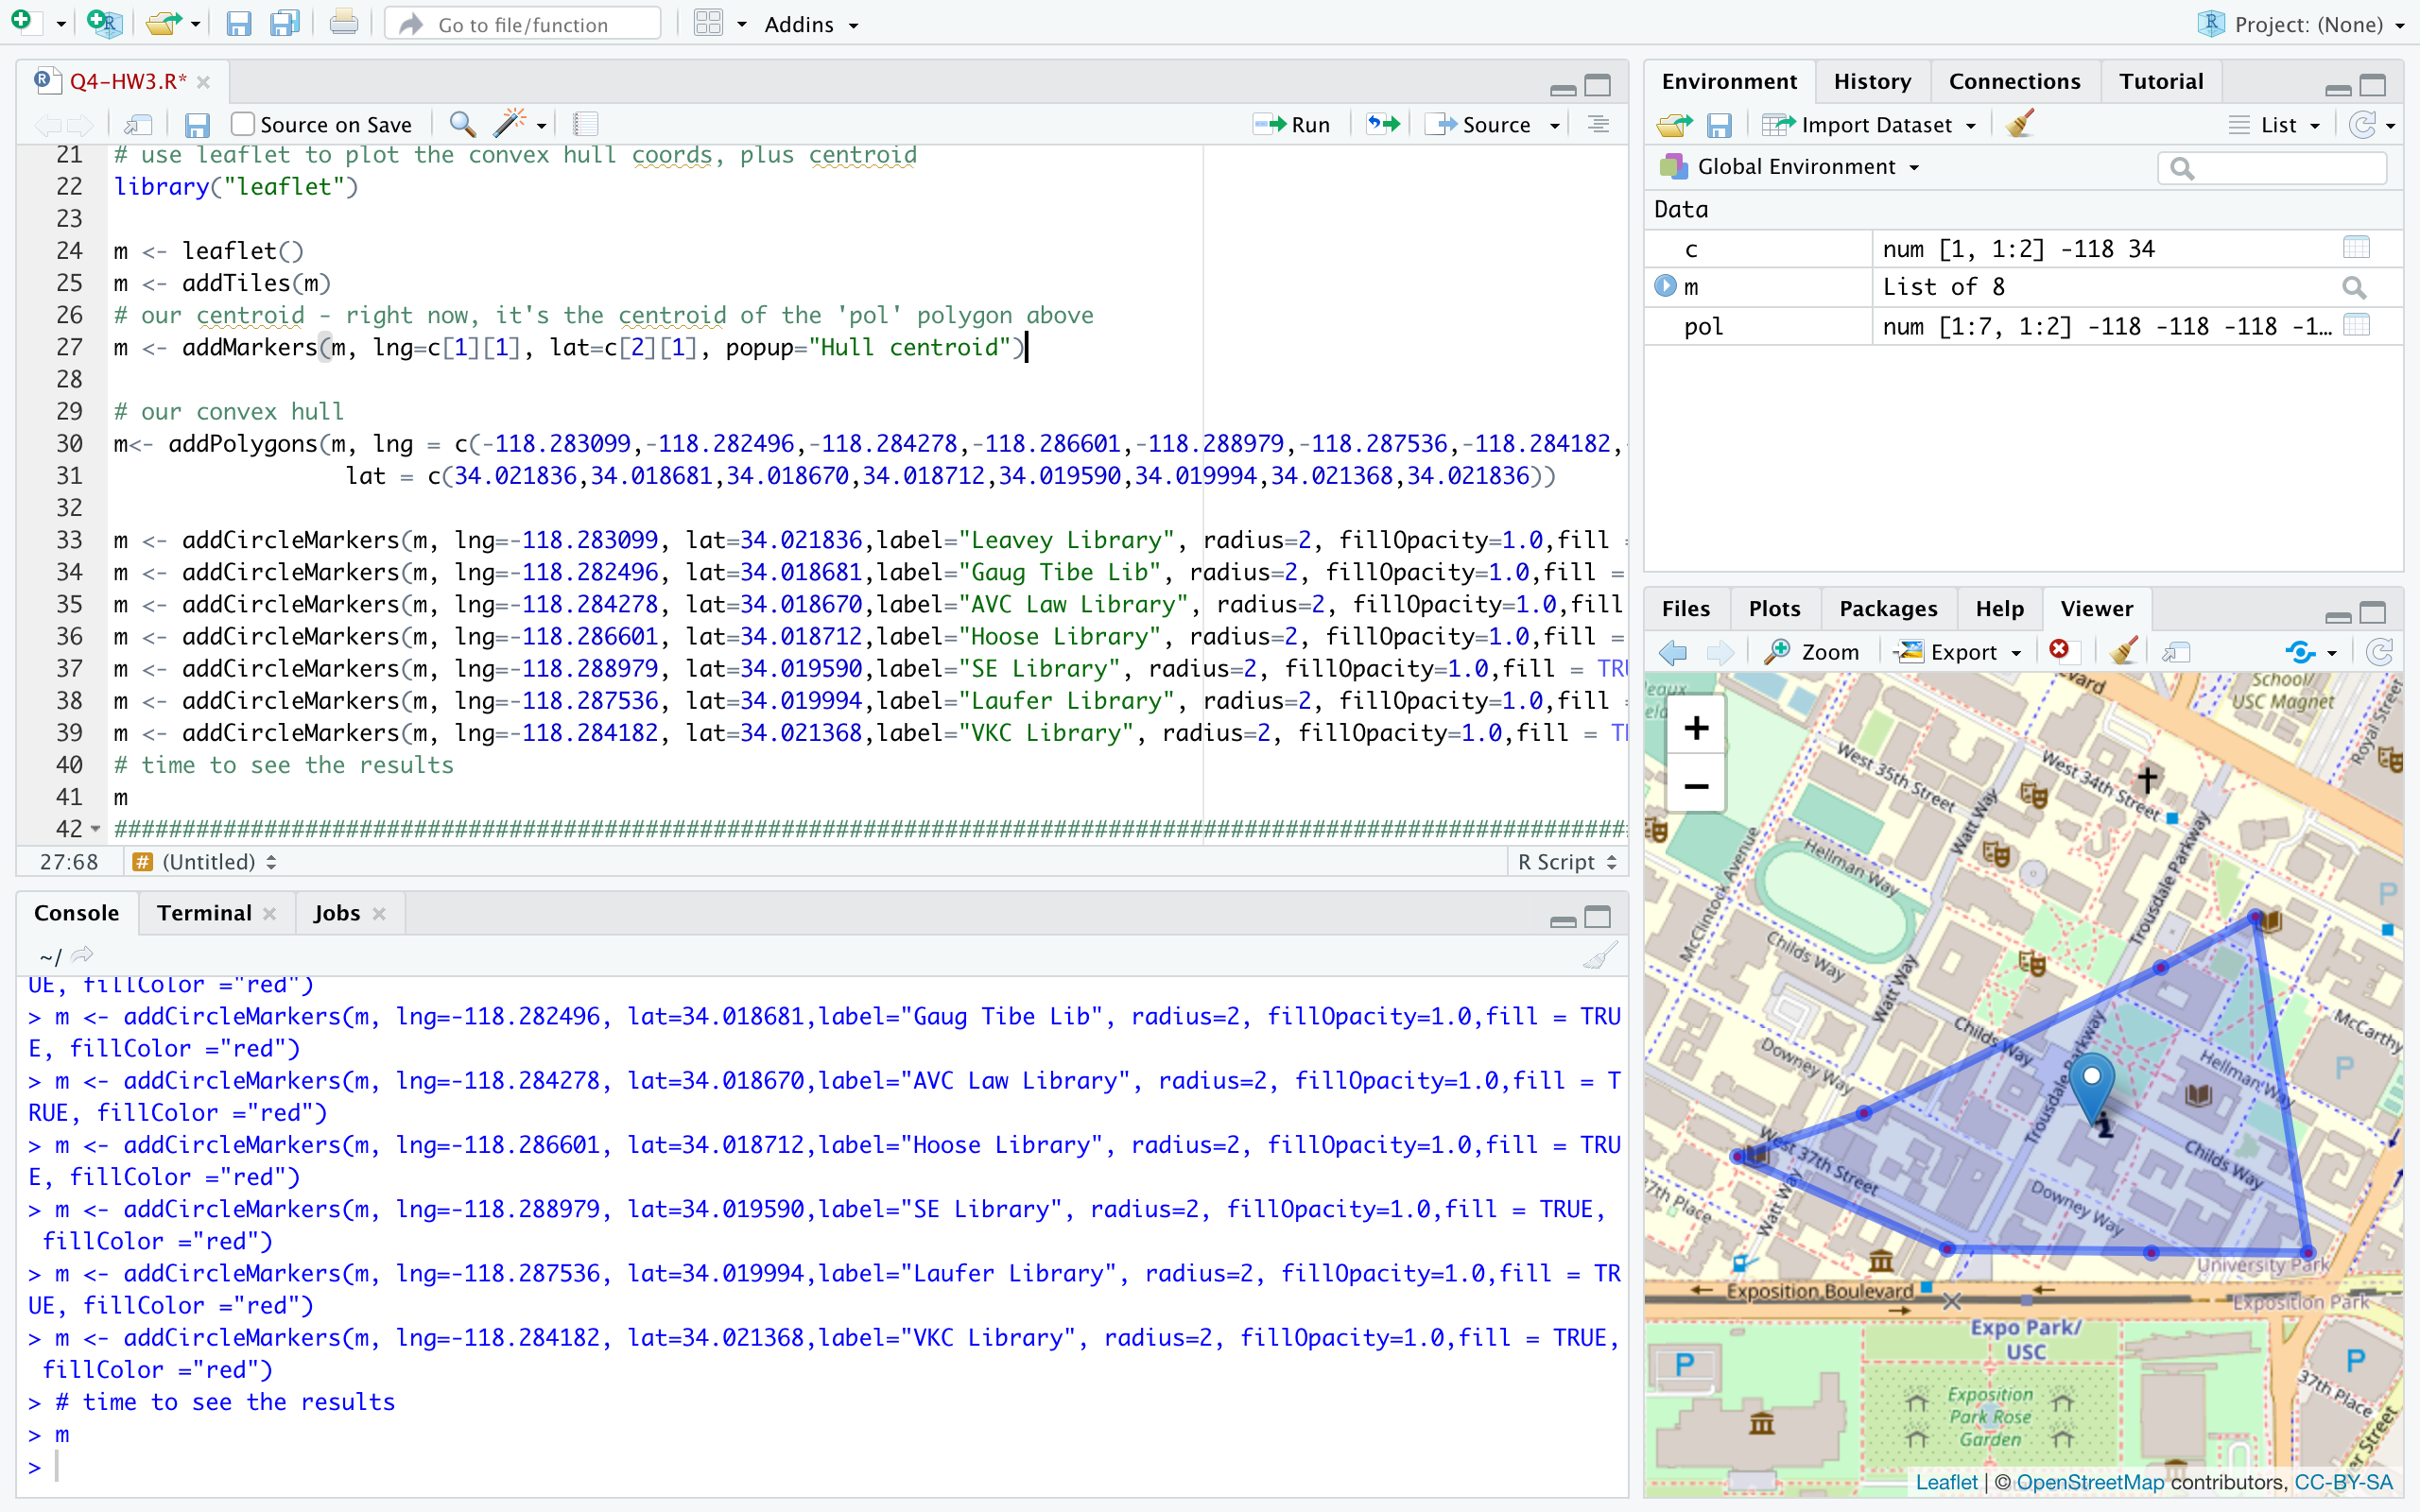 Go to file/function
Addins
Project: (None)
Q4-HW3.R*
Source on Save
Run
Source
21 # use leaflet to plot the convex hull coords, plus centroid
22 library("leaflet")
23
24 m <- leaflet()
25 m <- addTiles(m)
26 # our centroid - right now, it's the centroid of the 'pol' polygon above
27 m <- addMarkers(m, lng=c[1][1], lat=c[2][1], popup="Hull centroid")
28
29 # our convex hull
30 m<- addPolygons(m, lng = c(-118.283099,-118.282496,-118.284278,-118.286601,-118.288979,-118.287536,-118.284182,-
31 lat = c(34.021836,34.018681,34.018670,34.018712,34.019590,34.019994,34.021368,34.021836))
32
33 m <- addCircleMarkers(m, lng=-118.283099, lat=34.021836,label="Leavey Library", radius=2, fillOpacity=1.0,fill =
34 m <- addCircleMarkers(m, lng=-118.282496, lat=34.018681,label="Gaug Tibe Lib", radius=2, fillOpacity=1.0,fill =
35 m <- addCircleMarkers(m, lng=-118.284278, lat=34.018670,label="AVC Law Library", radius=2, fillOpacity=1.0,fill
36 m <- addCircleMarkers(m, lng=-118.286601, lat=34.018712,label="Hoose Library", radius=2, fillOpacity=1.0,fill =
37 m <- addCircleMarkers(m, lng=-118.288979, lat=34.019590,label="SE Library", radius=2, fillOpacity=1.0,fill = TRU
38 m <- addCircleMarkers(m, lng=-118.287536, lat=34.019994,label="Laufer Library", radius=2, fillOpacity=1.0,fill =
39 m <- addCircleMarkers(m, lng=-118.284182, lat=34.021368,label="VKC Library", radius=2, fillOpacity=1.0,fill = T
40 # time to see the results
41 m
42 ################################################################################################################
27:68 # (Untitled) R Script
Console Terminal Jobs
~/
UE, fillColor ="red")
> m <- addCircleMarkers(m, lng=-118.282496, lat=34.018681,label="Gaug Tibe Lib", radius=2, fillOpacity=1.0,fill = TRU
E, fillColor ="red")
> m <- addCircleMarkers(m, lng=-118.284278, lat=34.018670,label="AVC Law Library", radius=2, fillOpacity=1.0,fill = T
RUE, fillColor ="red")
> m <- addCircleMarkers(m, lng=-118.286601, lat=34.018712,label="Hoose Library", radius=2, fillOpacity=1.0,fill = TRU
E, fillColor ="red")
> m <- addCircleMarkers(m, lng=-118.288979, lat=34.019590,label="SE Library", radius=2, fillOpacity=1.0,fill = TRUE,
fillColor ="red")
> m <- addCircleMarkers(m, lng=-118.287536, lat=34.019994,label="Laufer Library", radius=2, fillOpacity=1.0,fill = TR
UE, fillColor ="red")
> m <- addCircleMarkers(m, lng=-118.284182, lat=34.021368,label="VKC Library", radius=2, fillOpacity=1.0,fill = TRUE,
fillColor ="red")
> # time to see the results
> m
>
Environment History Connections Tutorial
Import Dataset List
Global Environment
Data
c num [1, 1:2] -118 34
m List of 8
pol num [1:7, 1:2] -118 -118 -118 -1...
Files Plots Packages Help Viewer
Zoom Export
+
−
School/
USC Magnet
Royal Street
West 35th Street
West 34th Street
Watt Way
Trousdale Parkway
McClintock Avenue
Hellman Way
P
Childs Way
Watt Way
Childs Way
Downey Way
Trousdale Parkway
McCarthy
P
Hellman Way
Childs Way
West 37th Street
Downey Way
37th Place
Watt Way
University Park
Exposition Boulevard
Exposition Park
Expo Park/
USC
P
P
37th Place
Exposition
Park Rose
Garden
er Street
Leaflet | © OpenStreetMap contributors, CC-BY-SA